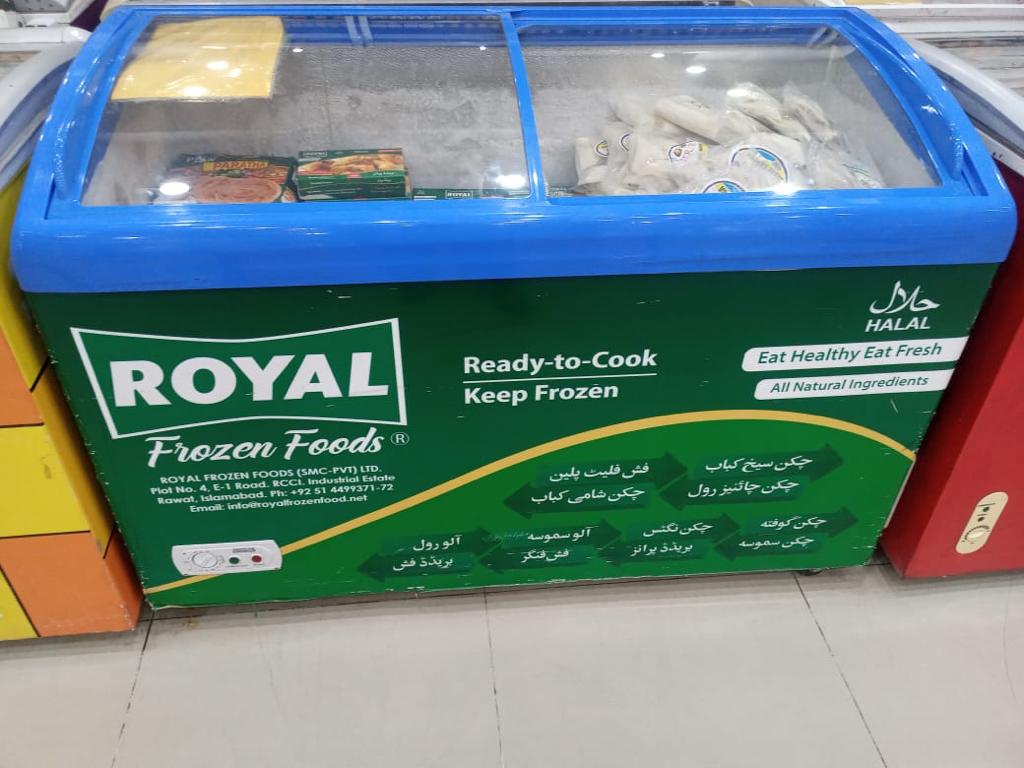 PARATHA
ROYAL
حلال
HALAL
ROYAL
Frozen Foods®
Ready-to-Cook
Keep Frozen
Eat Healthy Eat Fresh
All Natural Ingredients
ROYAL FROZEN FOODS (SMC-PVT) LTD.
Plot No. 4, E-1 Road. RCCI, Industrial Estate
Rawat, Islamabad. Ph: +92 51 4499371-72
Email: info@royalfrozenfood.net
چکن سیخ کباب
فش فلیٹ پلین
چکن چائنیز رول
چکن شامی کباب
چکن کوفتہ
چکن نگٹس
آلو سموسہ
آلو رول
چکن سموسہ
بریڈڈ پرانز
فش فنگر
بریڈڈ فش